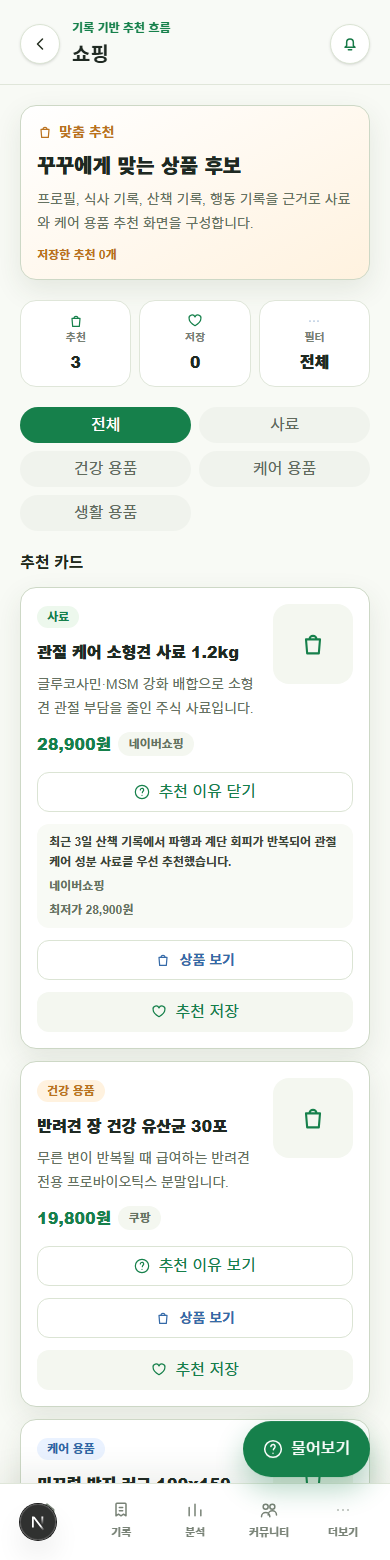 기록 기반 추천 흐름
쇼핑
맞춤 추천
꾸꾸에게 맞는 상품 후보
프로필, 식사 기록, 산책 기록, 행동 기록을 근거로 사료
와 케어 용품 추천 화면을 구성합니다.
저장한 추천 0개
추천
3
저장
0
필터
전체
전체
사료
건강 용품
케어 용품
생활 용품
추천 카드
사료
관절 케어 소형견 사료 1.2kg
글루코사민·MSM 강화 배합으로 소형
견 관절 부담을 줄인 주식 사료입니다.
28,900원
네이버쇼핑
추천 이유 닫기
최근 3일 산책 기록에서 파행과 계단 회피가 반복되어 관절
케어 성분 사료를 우선 추천했습니다.
네이버쇼핑
최저가 28,900원
상품 보기
추천 저장
건강 용품
반려견 장 건강 유산균 30포
무른 변이 반복될 때 급여하는 반려견
전용 프로바이오틱스 분말입니다.
19,800원
쿠팡
추천 이유 보기
상품 보기
추천 저장
케어 용품
물어보기
N
기록
분석
커뮤니티
더보기